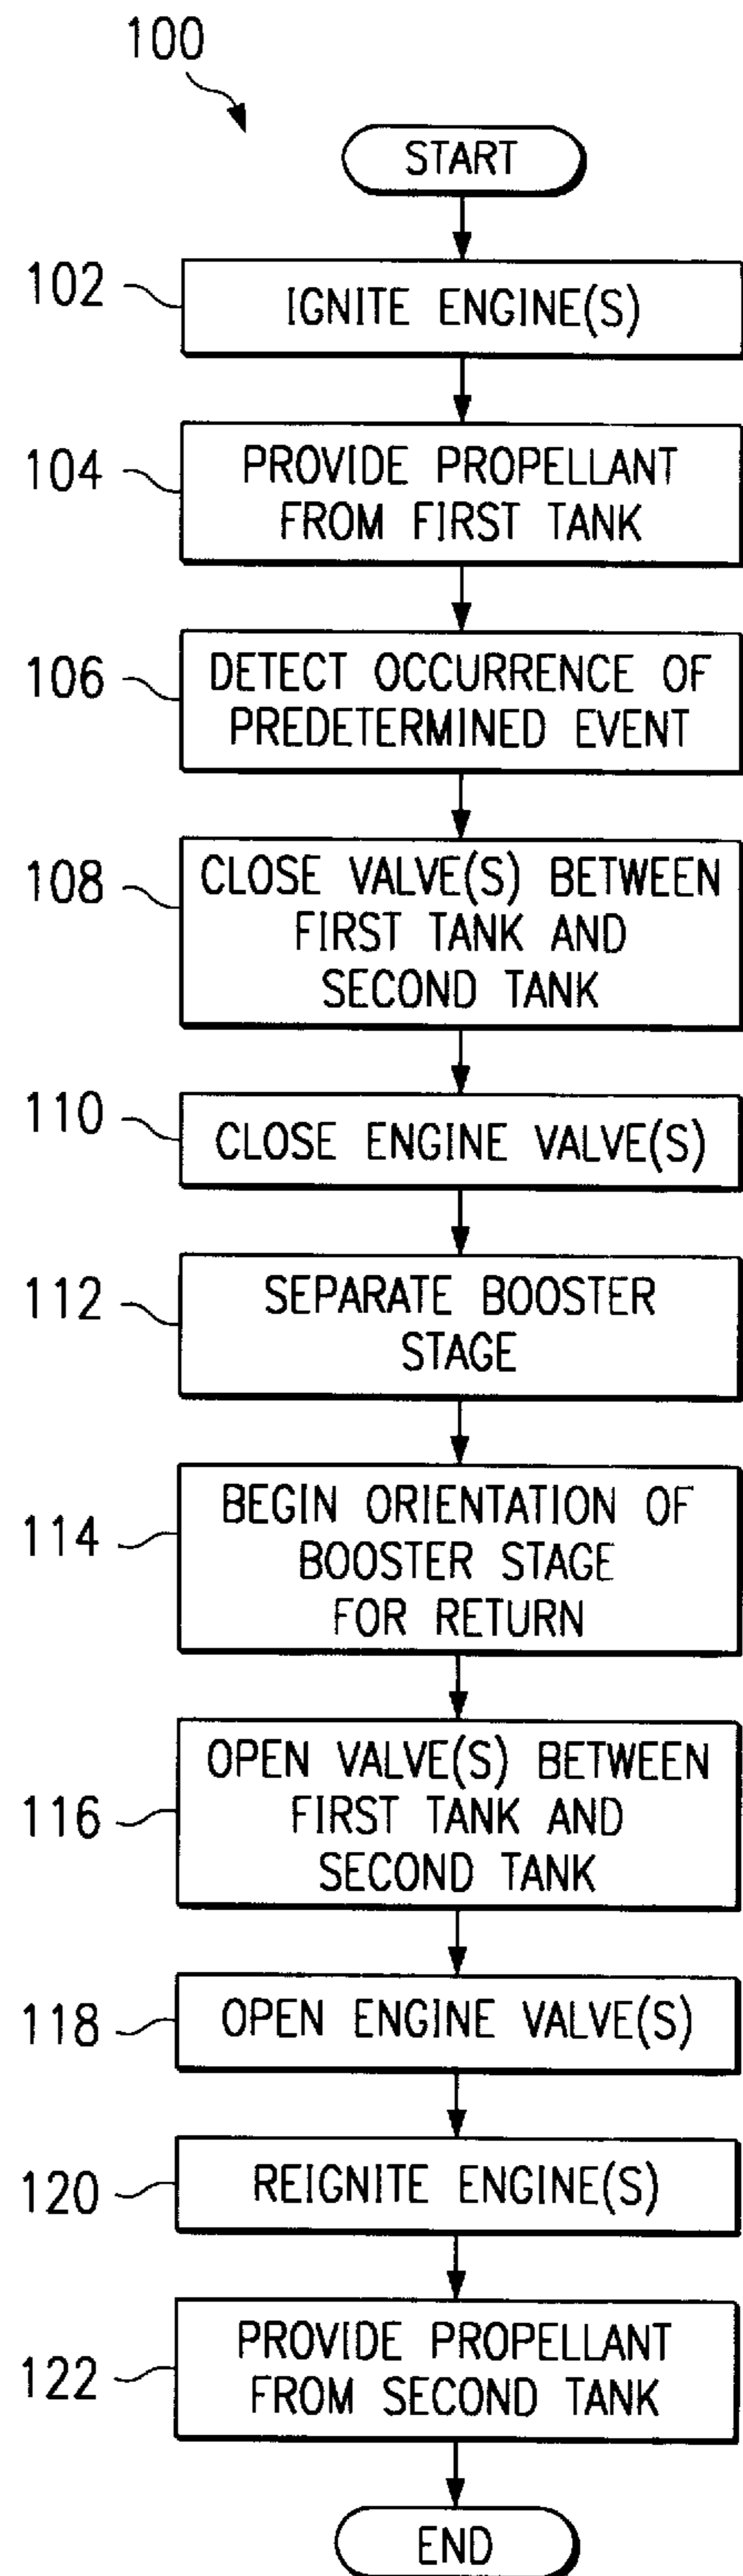 100
START
102
IGNITE ENGINE(S)
104
PROVIDE PROPELLANT
FROM FIRST TANK
106
DETECT OCCURRENCE OF
PREDETERMINED EVENT
108
CLOSE VALVE(S) BETWEEN
FIRST TANK AND
SECOND TANK
110
CLOSE ENGINE VALVE(S)
112
SEPARATE BOOSTER
STAGE
114
BEGIN ORIENTATION OF
BOOSTER STAGE
FOR RETURN
116
OPEN VALVE(S) BETWEEN
FIRST TANK AND
SECOND TANK
118
OPEN ENGINE VALVE(S)
120
REIGNITE ENGINE(S)
122
PROVIDE PROPELLANT
FROM SECOND TANK
END